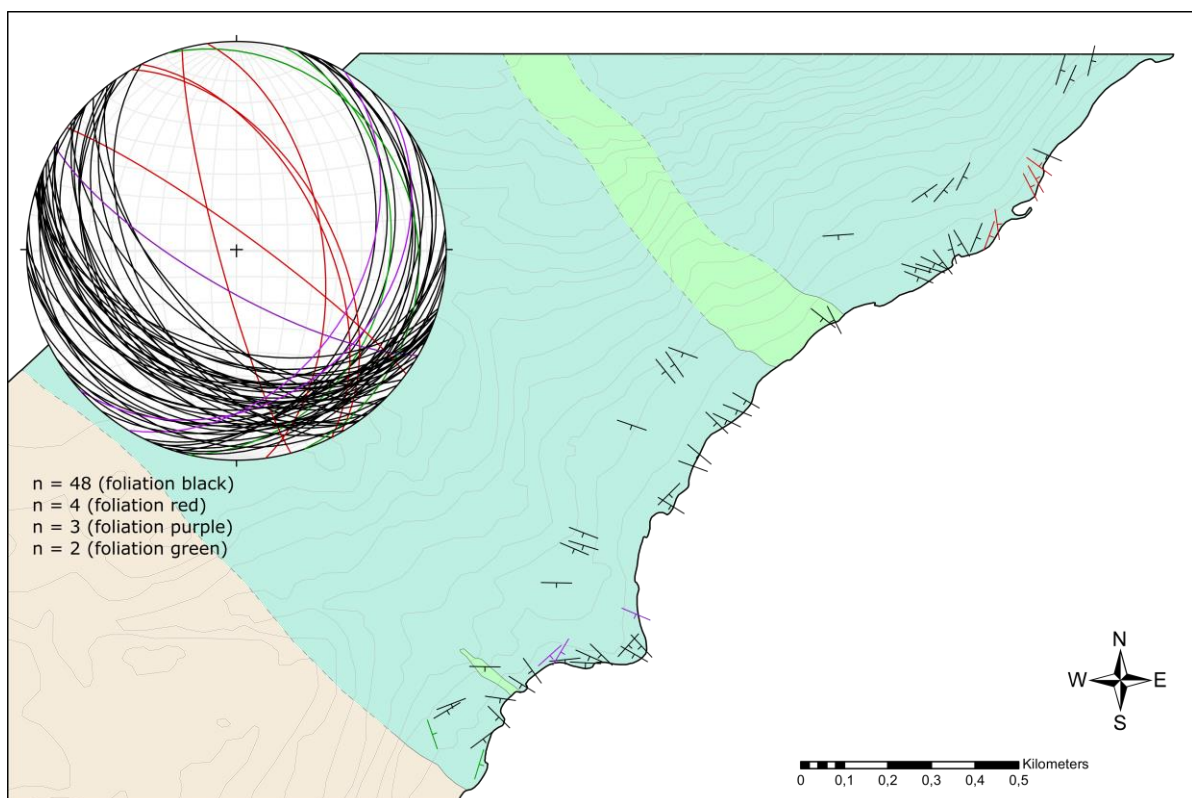 n = 48 (foliation black)
n = 4 (foliation red)
n = 3 (foliation purple)
n = 2 (foliation green)
N
W E
S
Kilometers
0 0,1 0,2 0,3 0,4 0,5